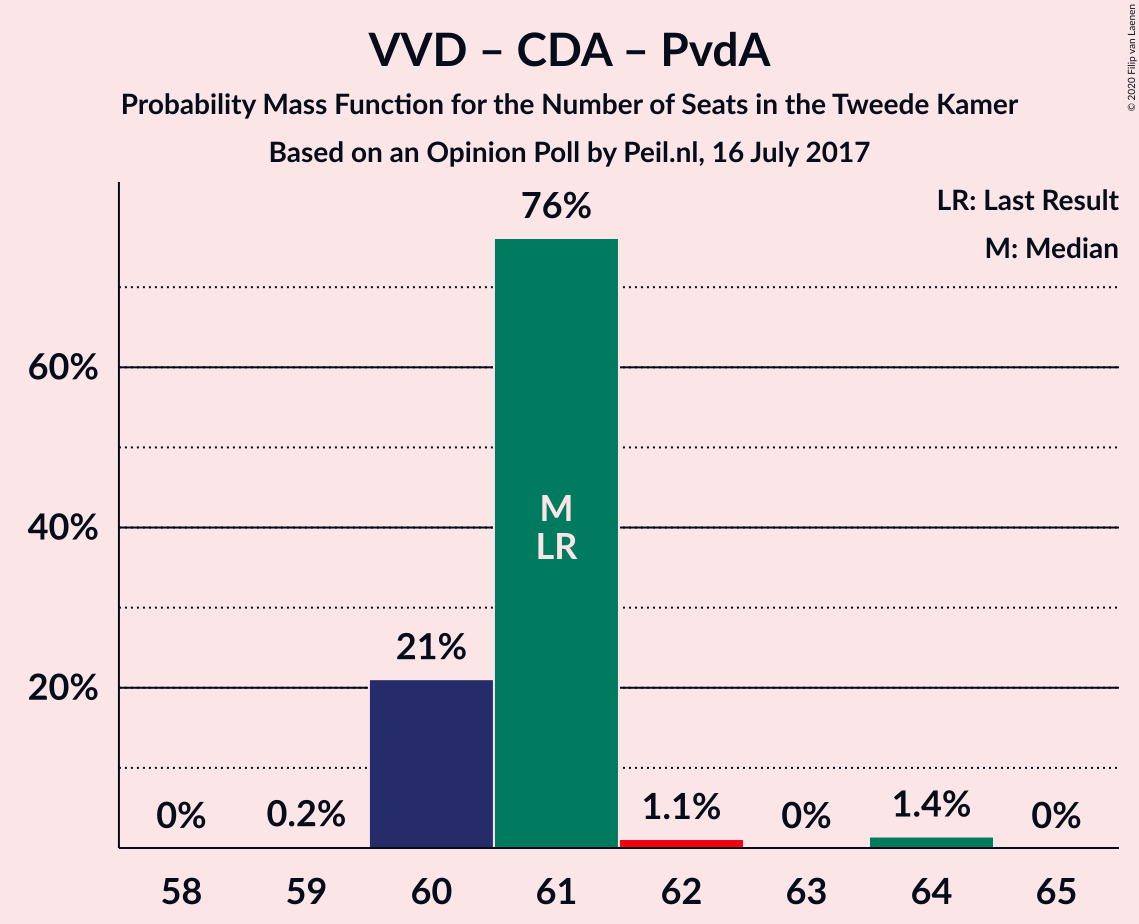 VVD – CDA – PvdA
Probability Mass Function for the Number of Seats in the Tweede Kamer
Based on an Opinion Poll by Peil.nl, 16 July 2017
© 2020 Filip van Laenen
LR: Last Result
M: Median
76%
60%
40%
20%
M
LR
21%
0%
0.2%
1.1%
0%
1.4%
0%
58 59 60 61 62 63 64 65